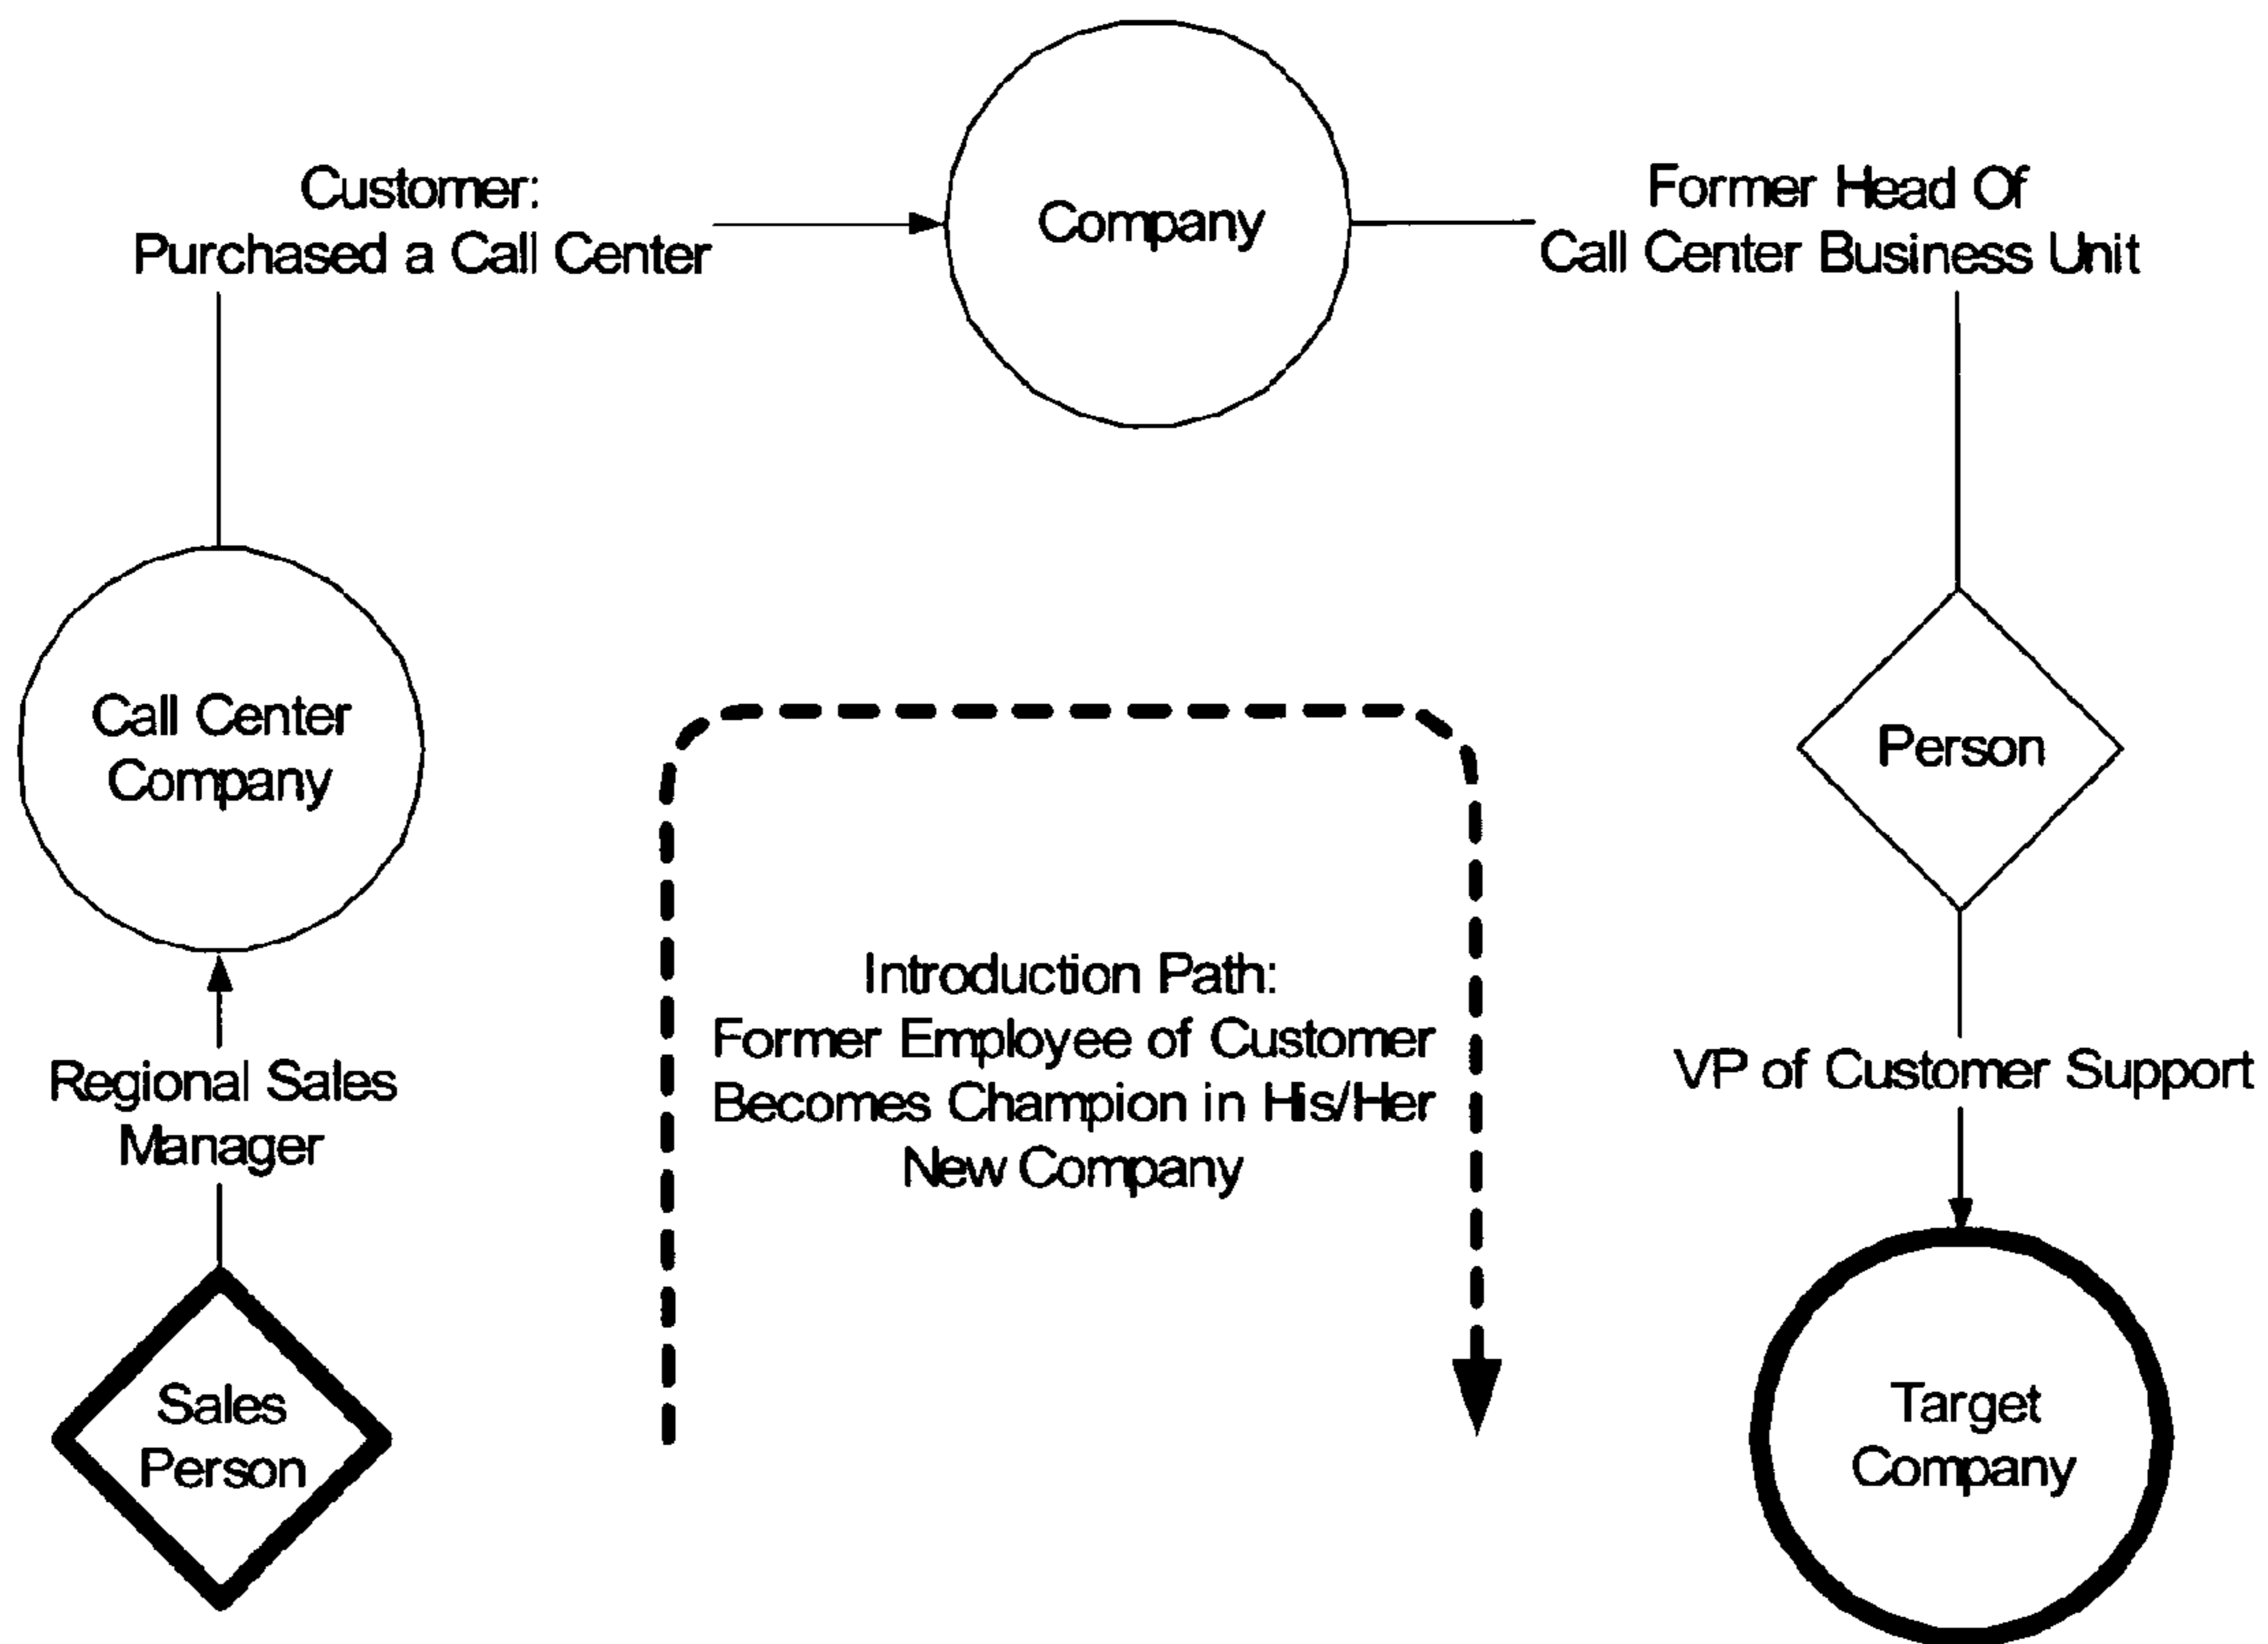 Customer:
Purchased a Call Center
Company
Former Head Of
Call Center Business Unit
Call Center
Company
Person
Introduction Path:
Former Employee of Customer
Becomes Champion in His/Her
New Company
Regional Sales
Manager
VP of Customer Support
Sales
Person
Target
Company